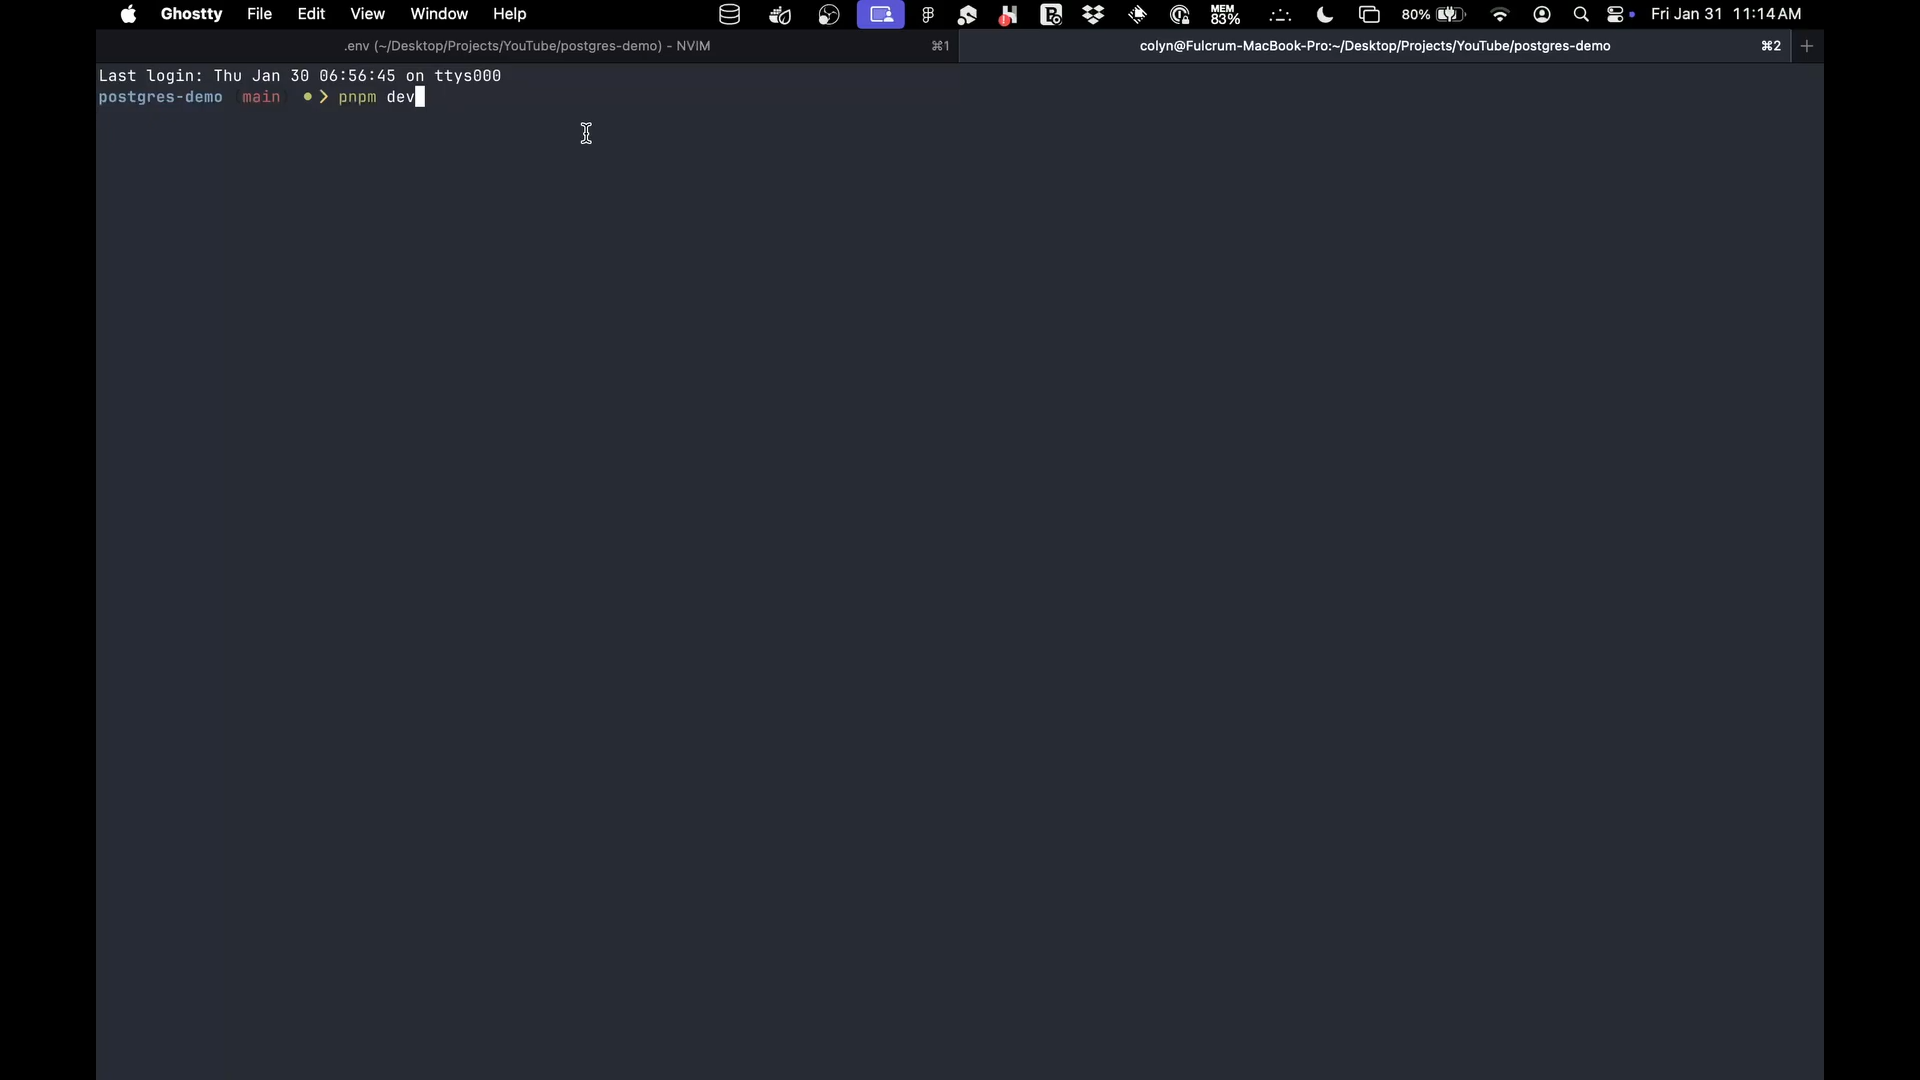 Ghostty File Edit View Window Help MEM 83% 80% Fri Jan 31 11:14 AM
.env (~/Desktop/Projects/YouTube/postgres-demo) - NVIM ⌘1 colyn@Fulcrum-MacBook-Pro:~/Desktop/Projects/YouTube/postgres-demo ⌘2 +
Last login: Thu Jan 30 06:56:45 on ttys000
postgres-demo main ● ❯ pnpm dev